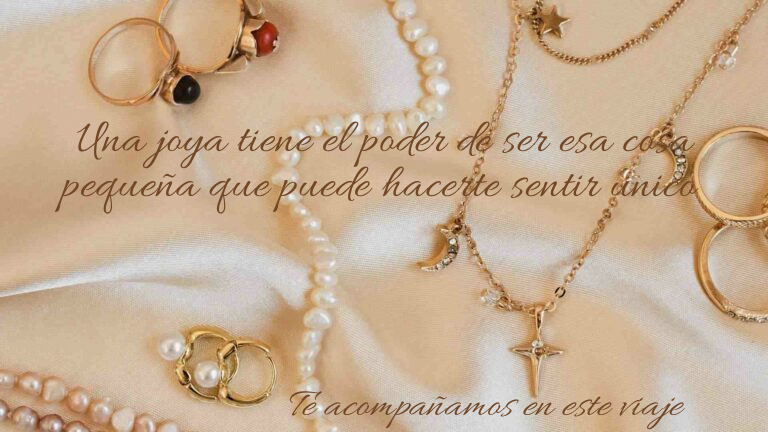 Una joya tiene el poder de ser esa cosa
pequeña que puede hacerte sentir único
Te acompañamos en este viaje